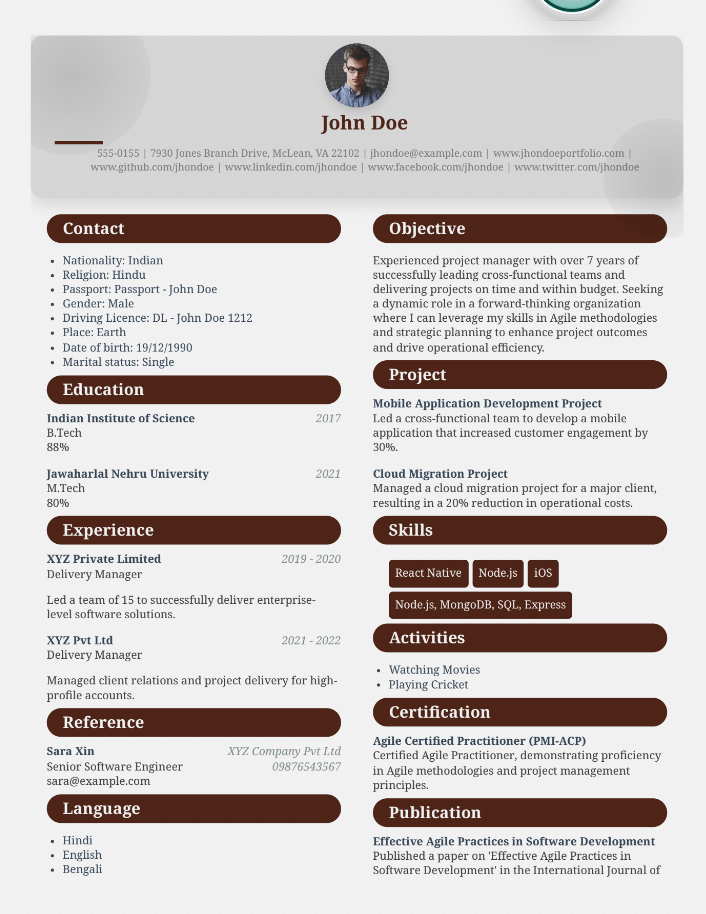 John Doe
555-0155 | 7930 Jones Branch Drive, McLean, VA 22102 | jhondoe@example.com | www.jhondoeportfolio.com |
www.github.com/jhondoe | www.linkedin.com/jhondoe | www.facebook.com/jhondoe | www.twitter.com/jhondoe
Contact
• Nationality: Indian
• Religion: Hindu
• Passport: Passport - John Doe
• Gender: Male
• Driving Licence: DL - John Doe 1212
• Place: Earth
• Date of birth: 19/12/1990
• Marital status: Single
Education
Indian Institute of Science 2017
B.Tech
88%
Jawaharlal Nehru University 2021
M.Tech
80%
Experience
XYZ Private Limited 2019 - 2020
Delivery Manager
Led a team of 15 to successfully deliver enterprise-
level software solutions.
XYZ Pvt Ltd 2021 - 2022
Delivery Manager
Managed client relations and project delivery for high-
profile accounts.
Reference
Sara Xin XYZ Company Pvt Ltd
Senior Software Engineer 09876543567
sara@example.com
Language
• Hindi
• English
• Bengali
Objective
Experienced project manager with over 7 years of
successfully leading cross-functional teams and
delivering projects on time and within budget. Seeking
a dynamic role in a forward-thinking organization
where I can leverage my skills in Agile methodologies
and strategic planning to enhance project outcomes
and drive operational efficiency.
Project
Mobile Application Development Project
Led a cross-functional team to develop a mobile
application that increased customer engagement by
30%.
Cloud Migration Project
Managed a cloud migration project for a major client,
resulting in a 20% reduction in operational costs.
Skills
React Native Node.js iOS
Node.js, MongoDB, SQL, Express
Activities
• Watching Movies
• Playing Cricket
Certification
Agile Certified Practitioner (PMI-ACP)
Certified Agile Practitioner, demonstrating proficiency
in Agile methodologies and project management
principles.
Publication
Effective Agile Practices in Software Development
Published a paper on 'Effective Agile Practices in
Software Development' in the International Journal of